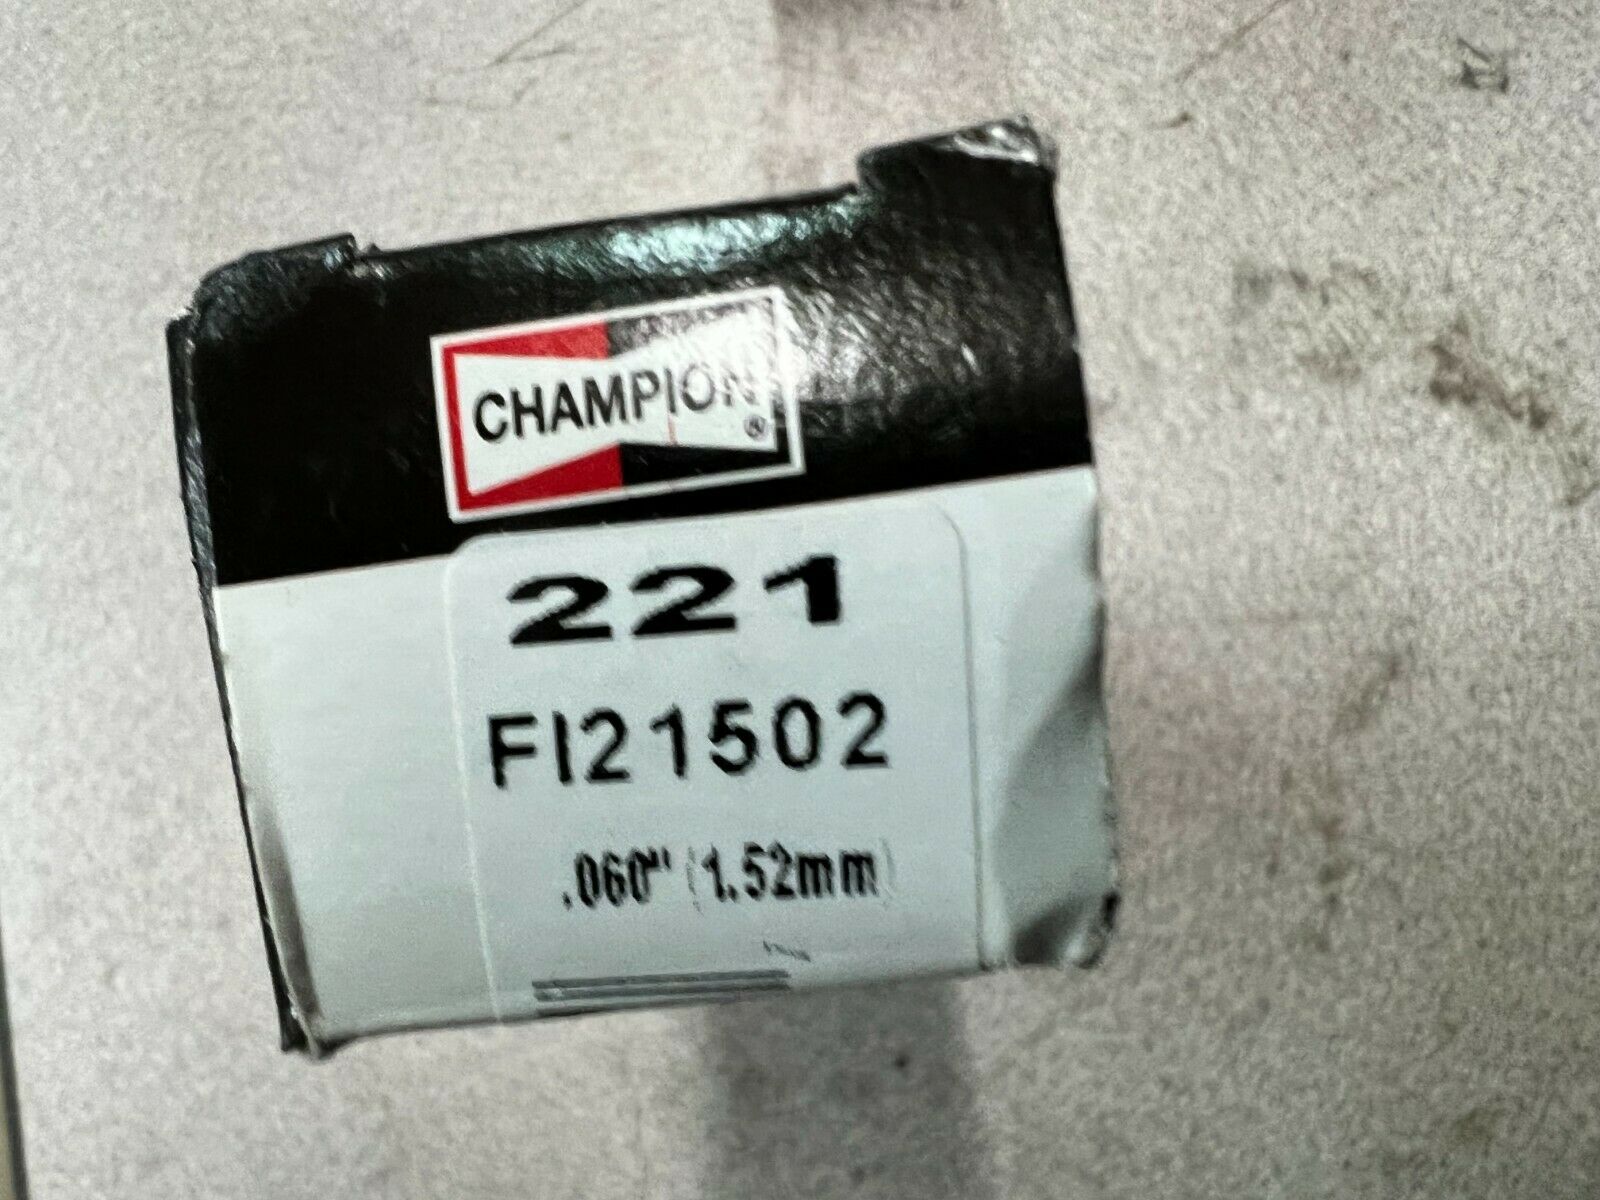 CHAMPION ®
221
FI21502
.060" (1.52mm)